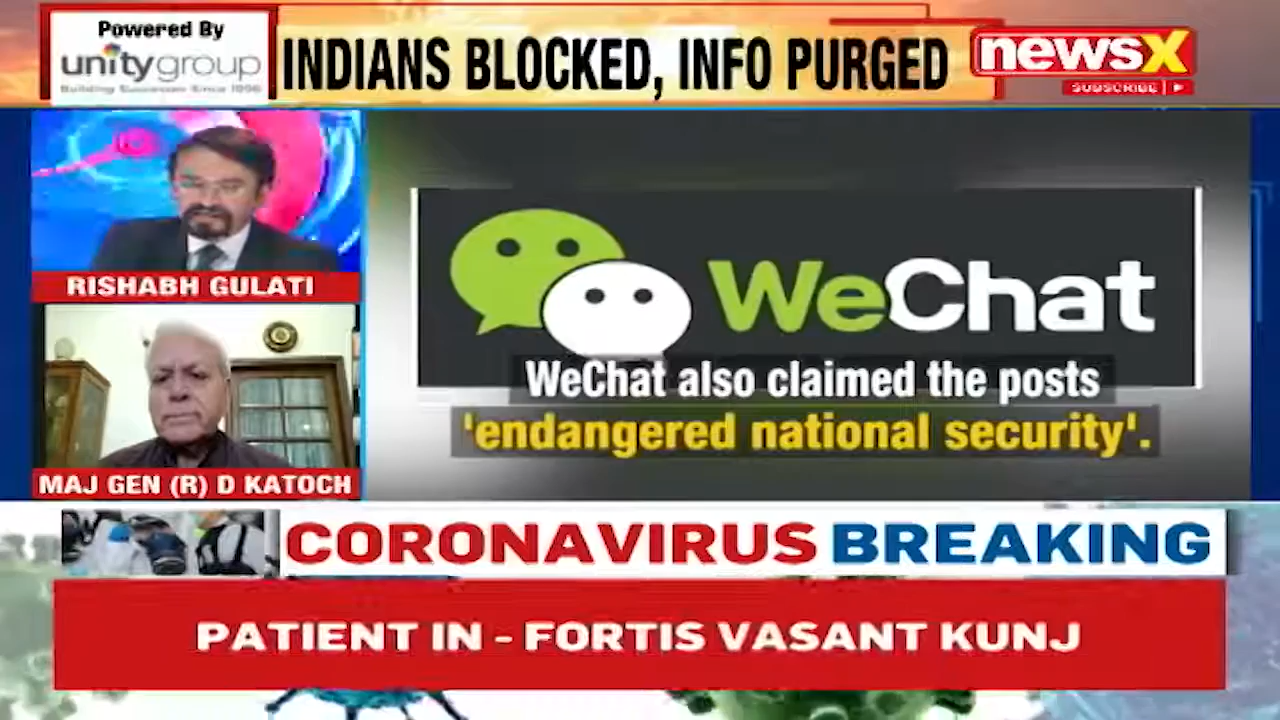 Powered By
unitygroup
Building Successes Since 1996
INDIANS BLOCKED, INFO PURGED
newsX
SUBSCRIBE
RISHABH GULATI
MAJ GEN (R) D KATOCH
WeChat
WeChat also claimed the posts
'endangered national security'.
CORONAVIRUS BREAKING
PATIENT IN - FORTIS VASANT KUNJ